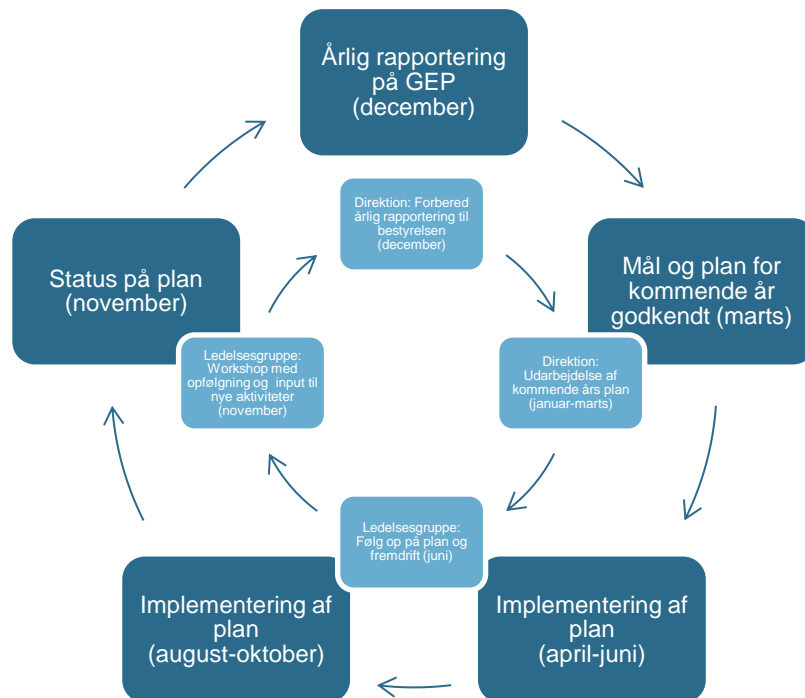 Årlig rapportering
på GEP
(december)
Direktion: Forbered
årlig rapportering til
bestyrelsen
(december)
Status på plan
(november)
Mål og plan for
kommende år
godkendt (marts)
Ledelsesgruppe:
Workshop med
opfølgning og input til
nye aktiviteter
(november)
Direktion:
Udarbejdelse af
kommende års plan
(januar-marts)
Ledelsesgruppe:
Følg op på plan og
fremdrift (juni)
Implementering af
plan
(august-oktober)
Implementering af
plan
(april-juni)